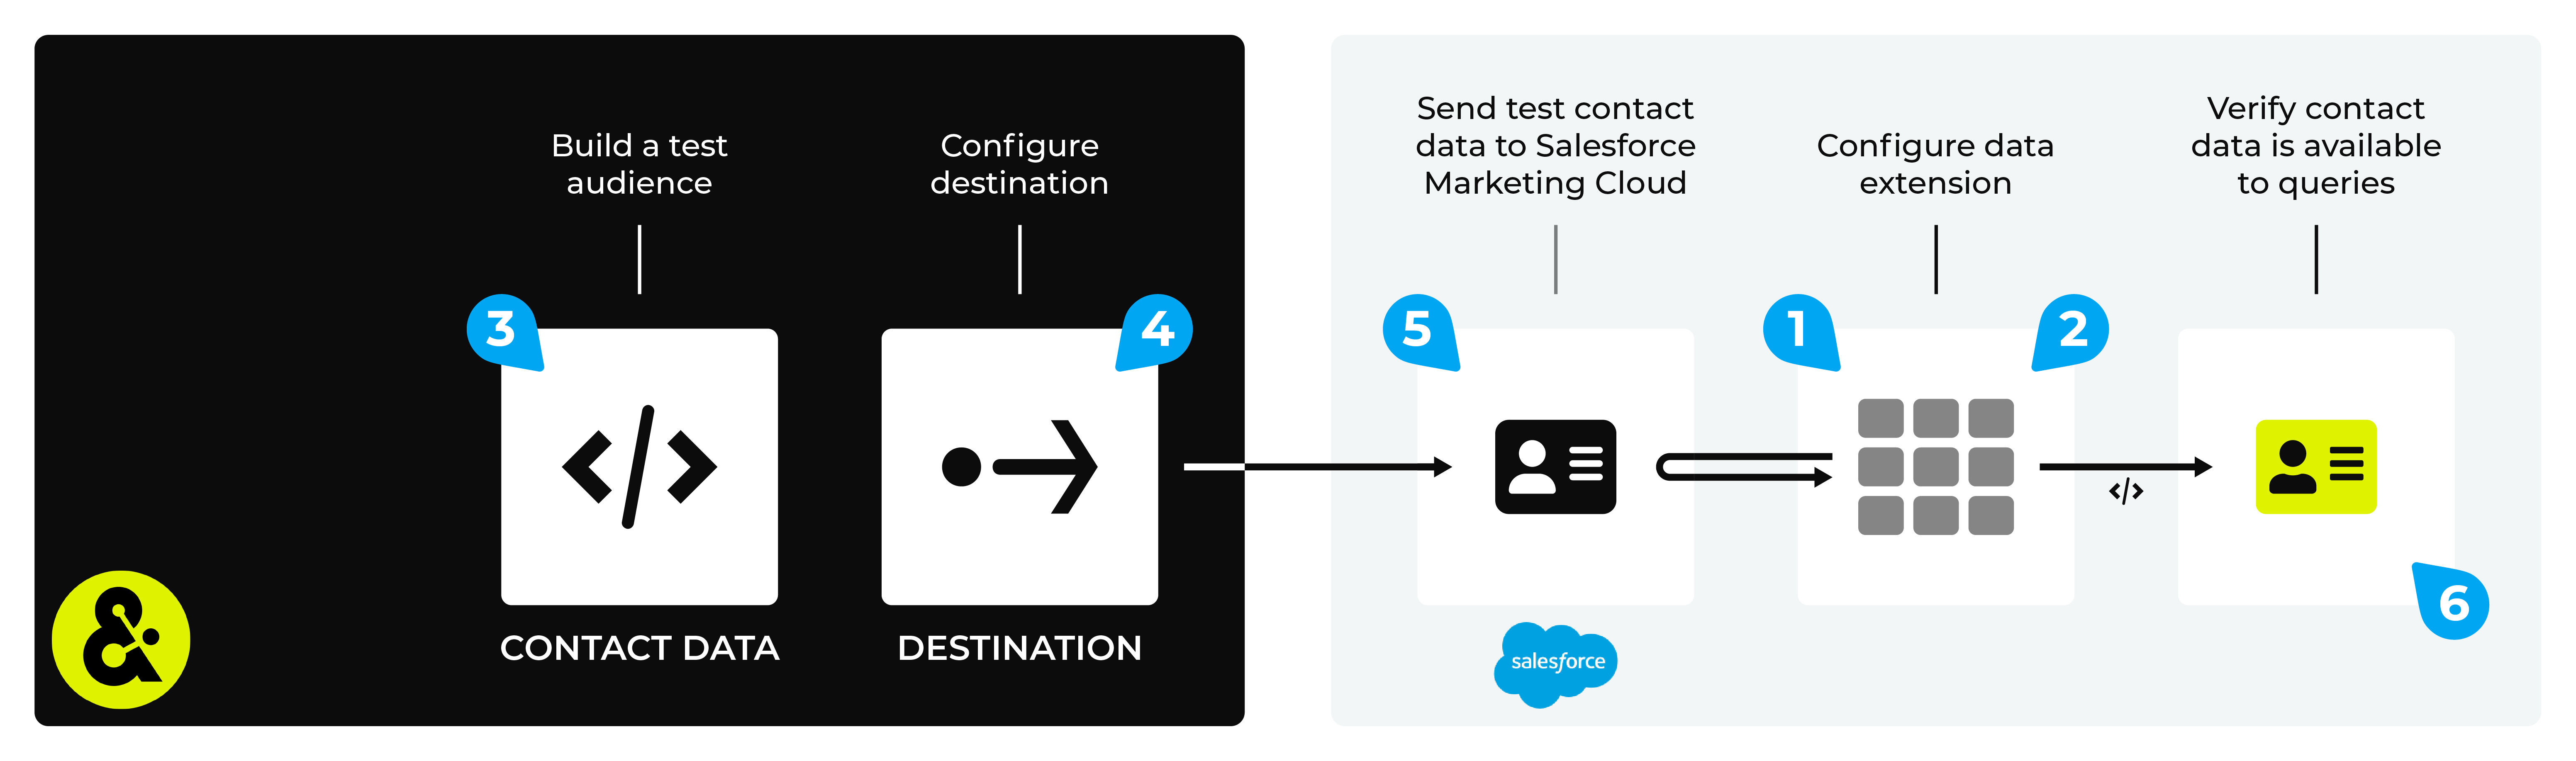 Build a test
audience
Configure
destination
Send test contact
data to Salesforce
Marketing Cloud
Configure data
extension
Verify contact
data is available
to queries
3
4
5
1
2
</>
</>
6
&
CONTACT DATA
DESTINATION
salesforce